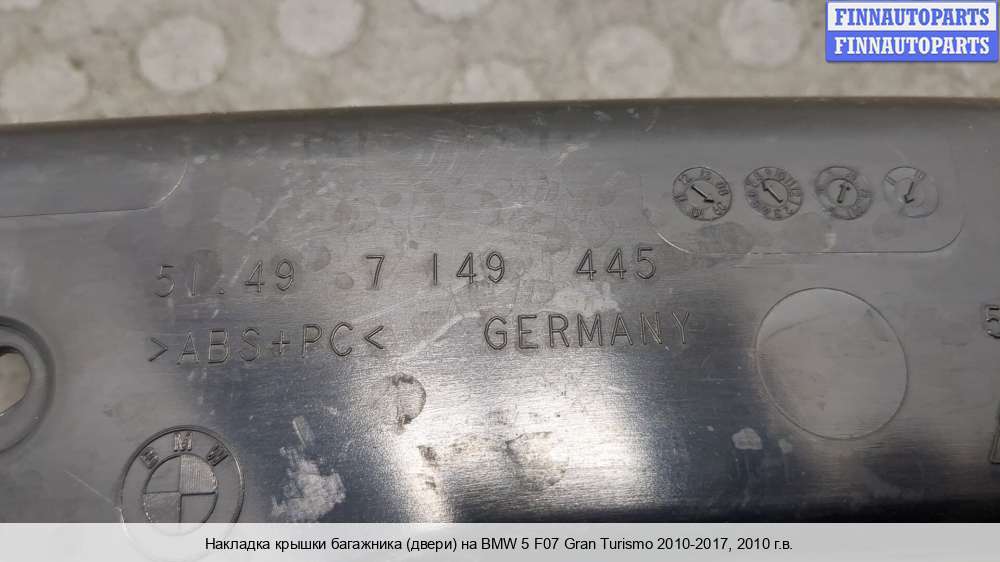 FINNAUTOPARTS
FINNAUTOPARTS
51.49 7 149 445
>ABS+PC< GERMANY
BMW
Накладка крышки багажника (двери) на BMW 5 F07 Gran Turismo 2010-2017, 2010 г.в.